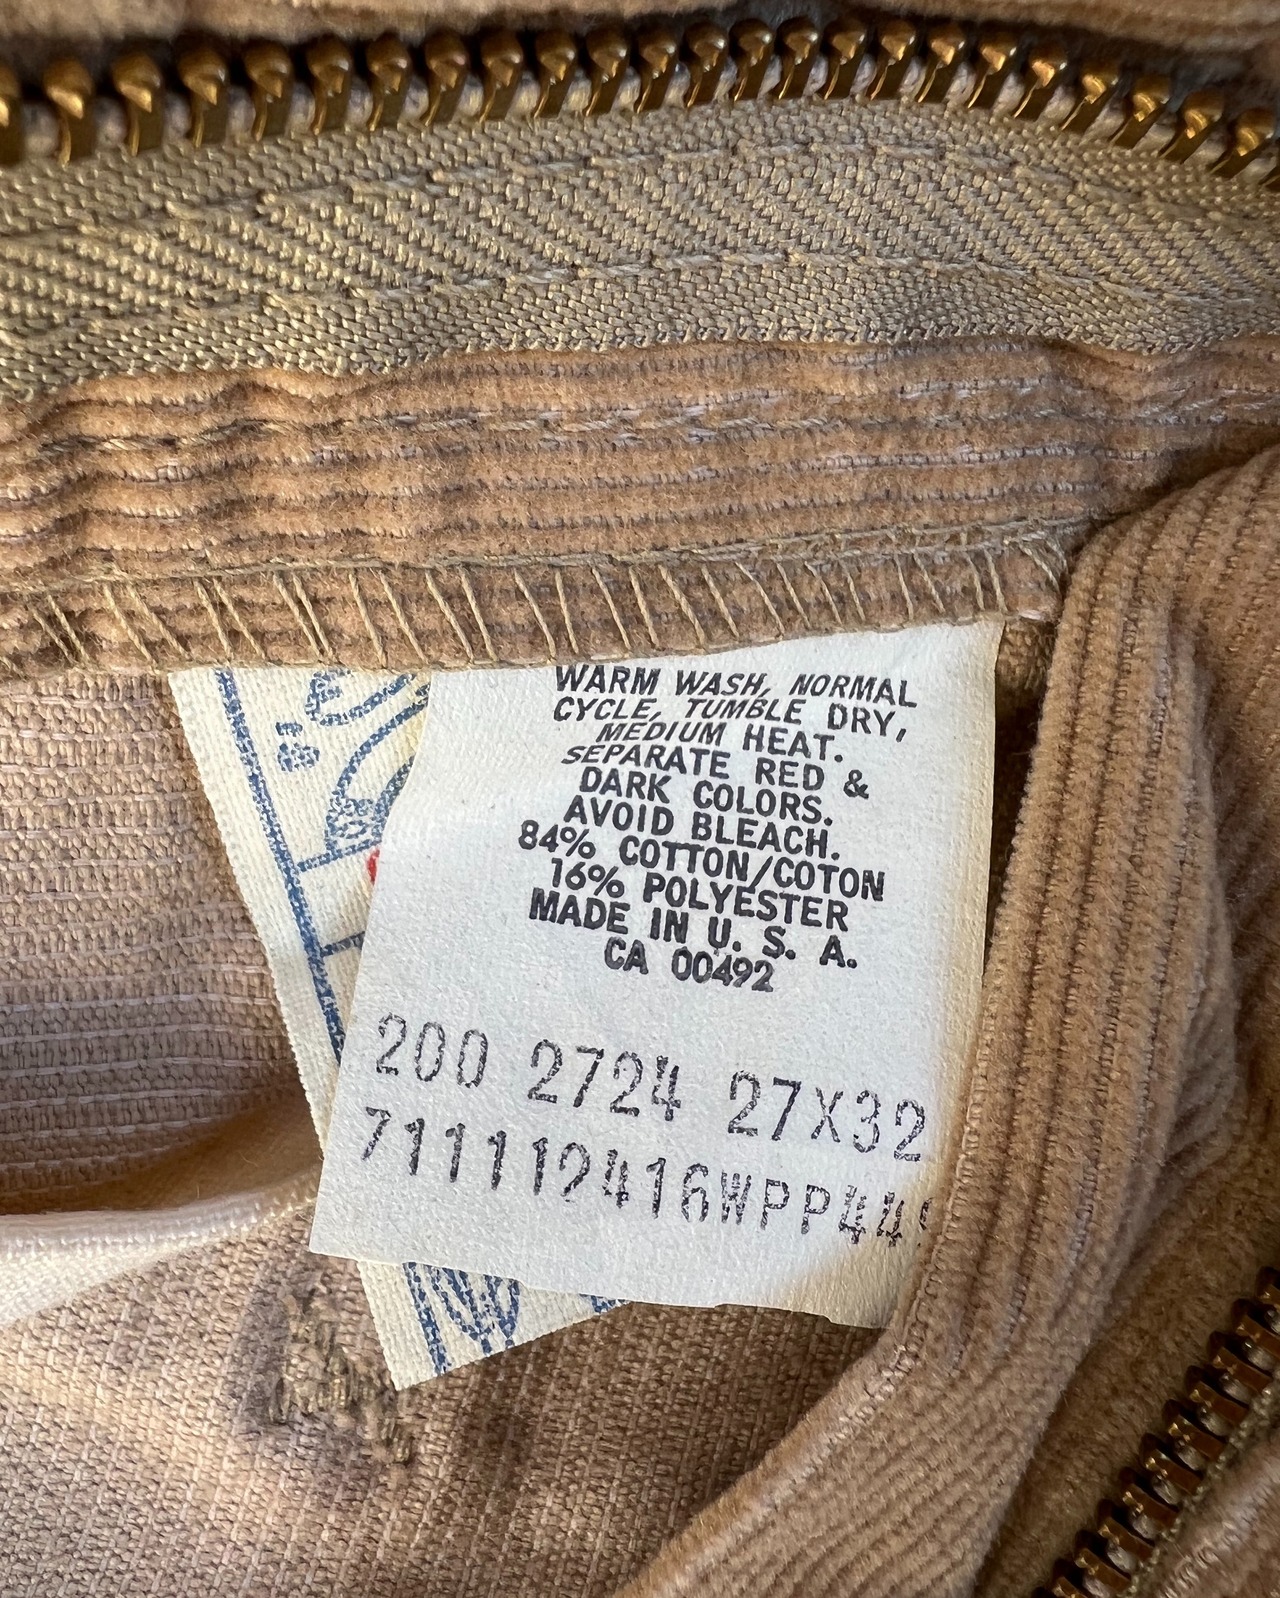 WARM WASH, NORMAL
CYCLE, TUMBLE DRY,
MEDIUM HEAT.
SEPARATE RED &
DARK COLORS.
AVOID BLEACH.
84% COTTON/COTON
16% POLYESTER
MADE IN U. S. A.
CA 00492
200 2724 27X32